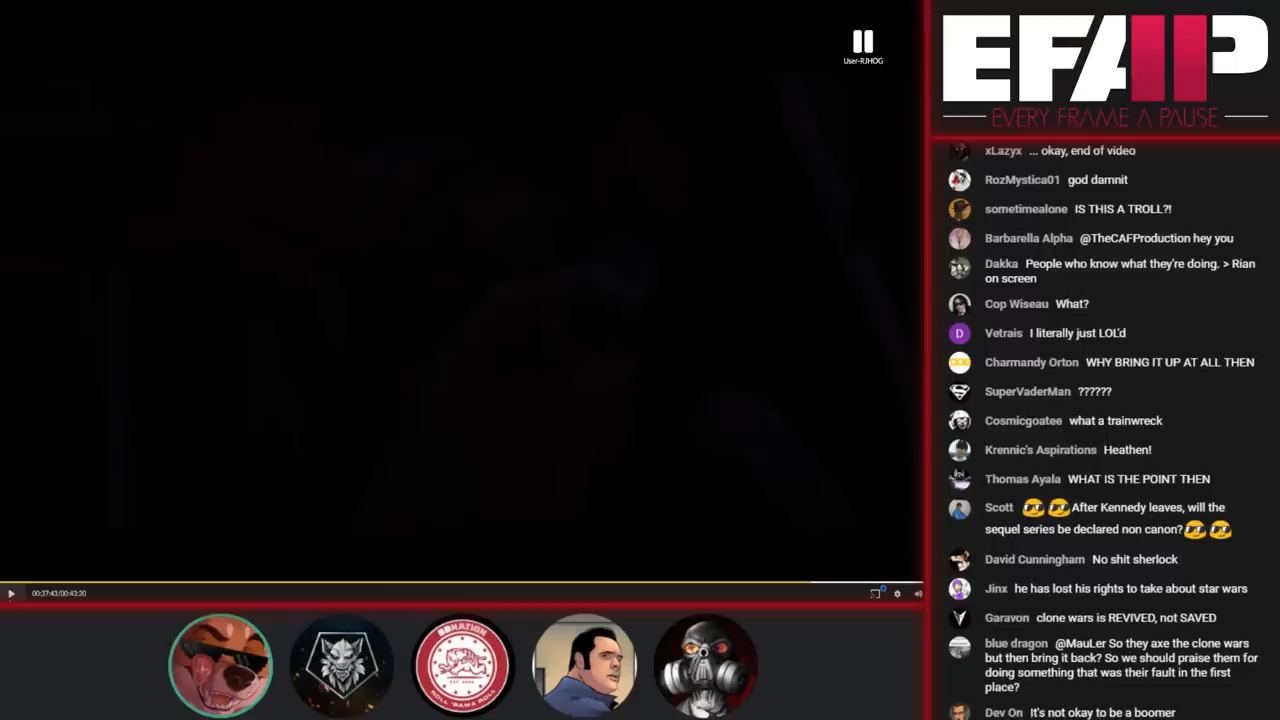 User-RJHOG
EFAP
EVERY FRAME A PAUSE
xLazyx ... okay, end of video
RozMystica01 god damnit
sometimealone IS THIS A TROLL?!
Barbarella Alpha @TheCAFProduction hey you
Dakka People who know what they're doing. > Rian
on screen
Cop Wiseau What?
D
Vetrais I literally just LOL'd
Charmandy Orton WHY BRING IT UP AT ALL THEN
SuperVaderMan ??????
Cosmicgoatee what a trainwreck
Krennic's Aspirations Heathen!
Thomas Ayala WHAT IS THE POINT THEN
Scott 😎😎After Kennedy leaves, will the
sequel series be declared non canon?😎😎
David Cunningham No shit sherlock
Jinx he has lost his rights to take about star wars
Garavon clone wars is REVIVED, not SAVED
blue dragon @MauLer So they axe the clone wars
but then bring it back? So we should praise them for
doing something that was their fault in the first
place?
Dev On It's not okay to be a boomer
00:37:43/00:43:20
BBNATION
ROLL 'BAMA ROLL